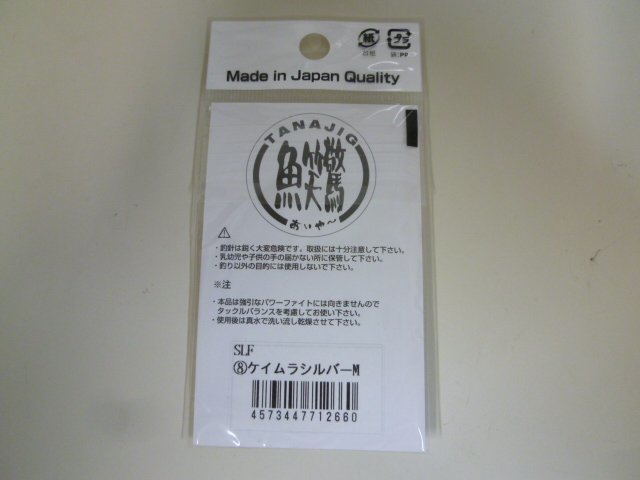 紙
プラ
台紙
袋:PP
Made in Japan Quality
TANAJIG
驚
あいや〜
・釣針は鋭く大変危険です。取扱には十分注意して下さい。
・乳幼児や子供の手の届かない所に保管して下さい。
・釣り以外の目的には使用しないで下さい。
※注
・本品は強引なパワーファイトには向きませんので
タックルバランスを考慮してお使い下さい。
・使用後は真水で洗い流し乾燥させて下さい。
SLF
⑧ケイムラシルバーM
4573447712660